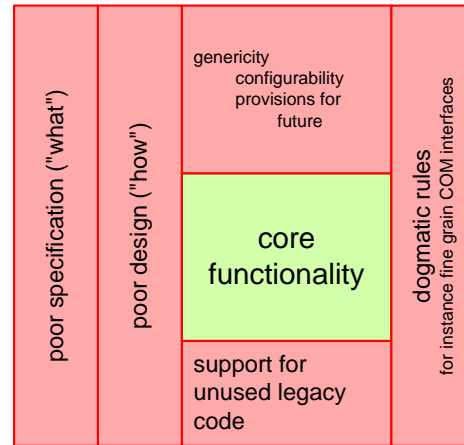 poor specification ("what")
poor design ("how")
genericity
configurability
provisions for
future
core
functionality
support for
unused legacy
code
dogmatic rules
for instance fine grain COM interfaces